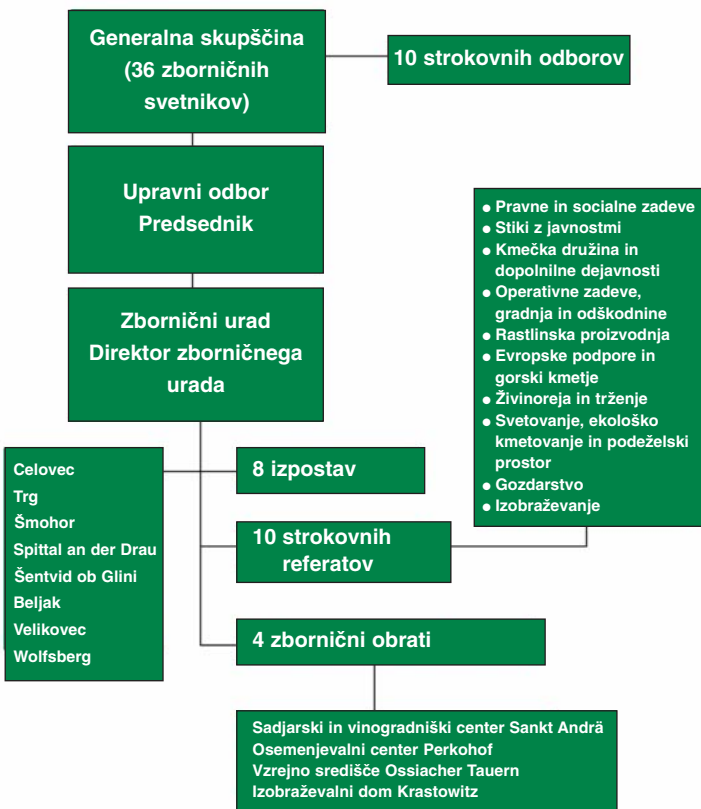 Generalna skupščina
(36 zborničnih
svetnikov)
10 strokovnih odborov
Upravni odbor
Predsednik
● Pravne in socialne zadeve
● Stiki z javnostmi
● Kmečka družina in
dopolnilne dejavnosti
● Operativne zadeve,
gradnja in odškodnine
● Rastlinska proizvodnja
● Evropske podpore in
gorski kmetje
● Živinoreja in trženje
● Svetovanje, ekološko
kmetovanje in podeželski
prostor
● Gozdarstvo
● Izobraževanje
Zbornični urad
Direktor zborničnega
urada
Celovec
Trg
Šmohor
Spittal an der Drau
Šentvid ob Glini
Beljak
Velikovec
Wolfsberg
8 izpostav
10 strokovnih
referatov
4 zbornični obrati
Sadjarski in vinogradniški center Sankt Andrä
Osemenjevalni center Perkohof
Vzrejno središče Ossiacher Tauern
Izobraževalni dom Krastowitz